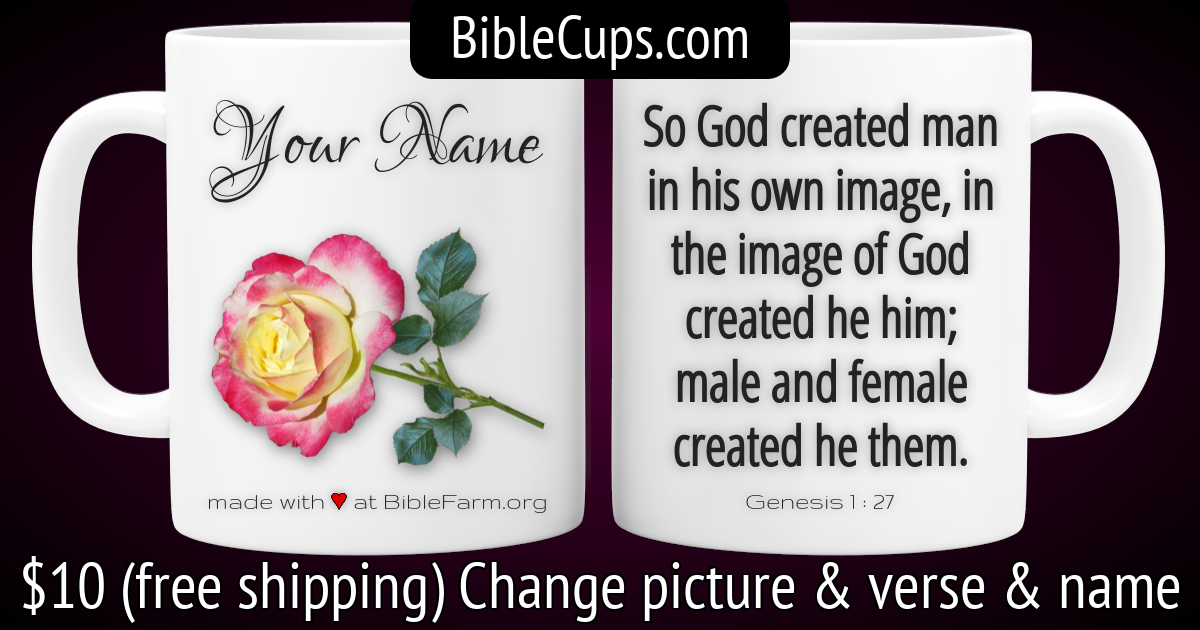 BibleCups.com
Your Name
made with ♥ at BibleFarm.org
So God created man
in his own image, in
the image of God
created he him;
male and female
created he them.
Genesis 1 : 27
$10 (free shipping) Change picture & verse & name